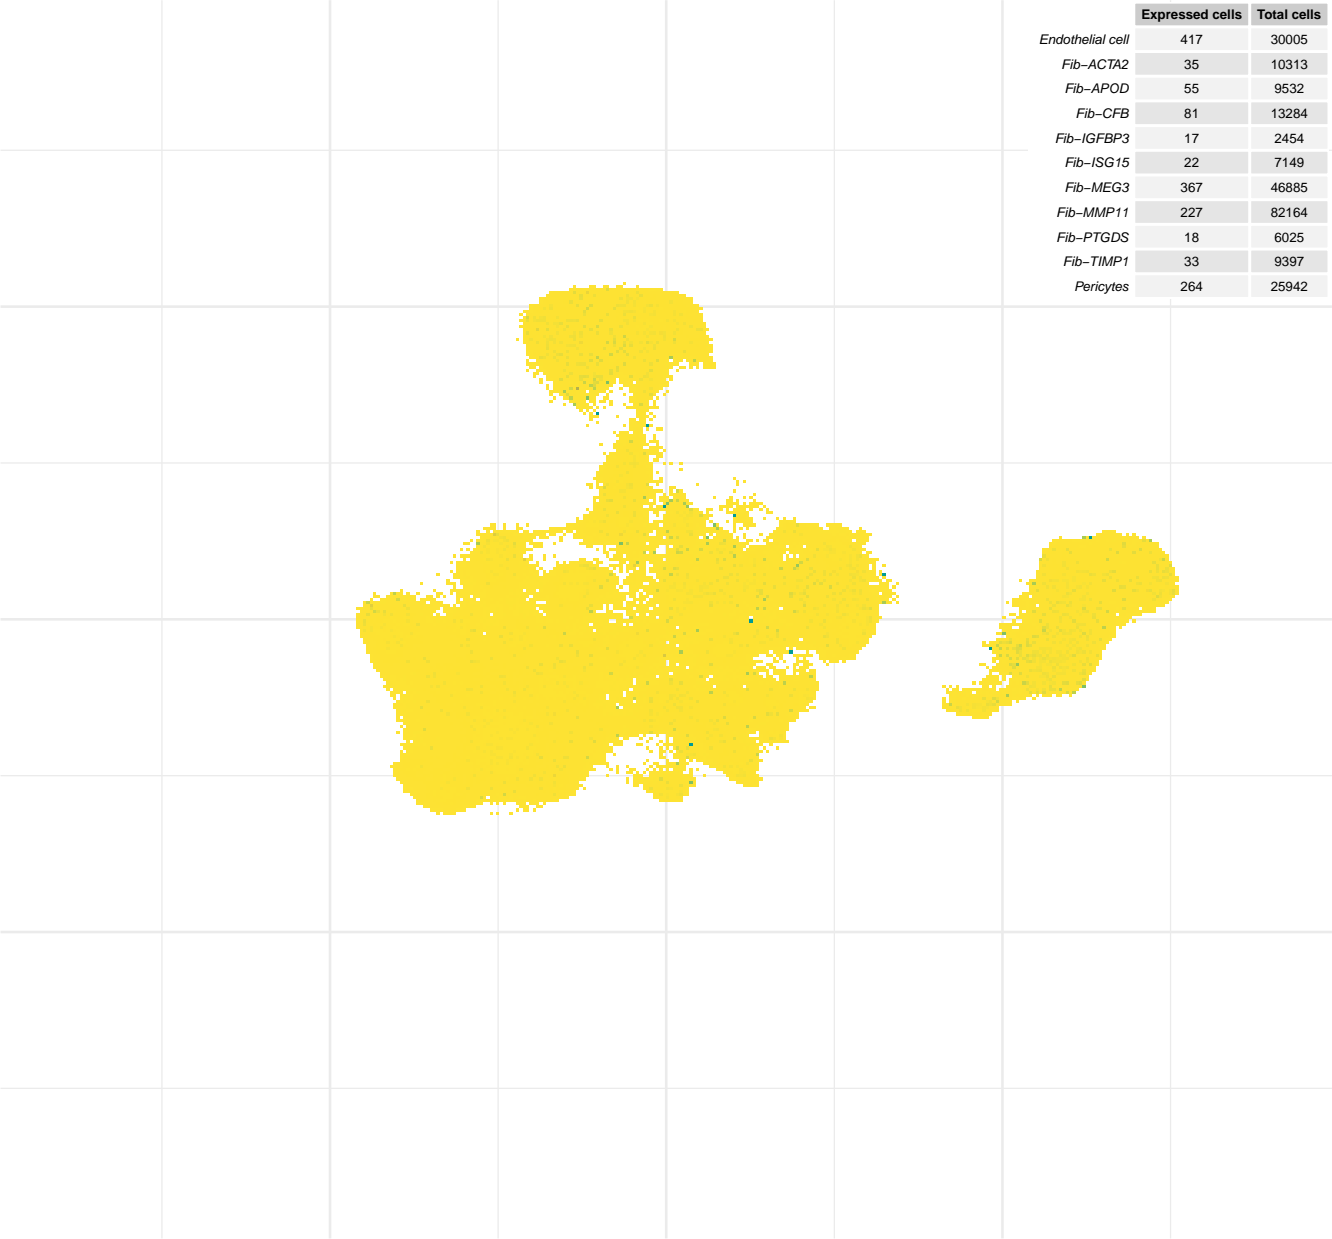 Expressed cells Total cells
Endothelial cell 417 30005
Fib−ACTA2 35 10313
Fib−APOD 55 9532
Fib−CFB 81 13284
Fib−IGFBP3 17 2454
Fib−ISG15 22 7149
Fib−MEG3 367 46885
Fib−MMP11 227 82164
Fib−PTGDS 18 6025
Fib−TIMP1 33 9397
Pericytes 264 25942